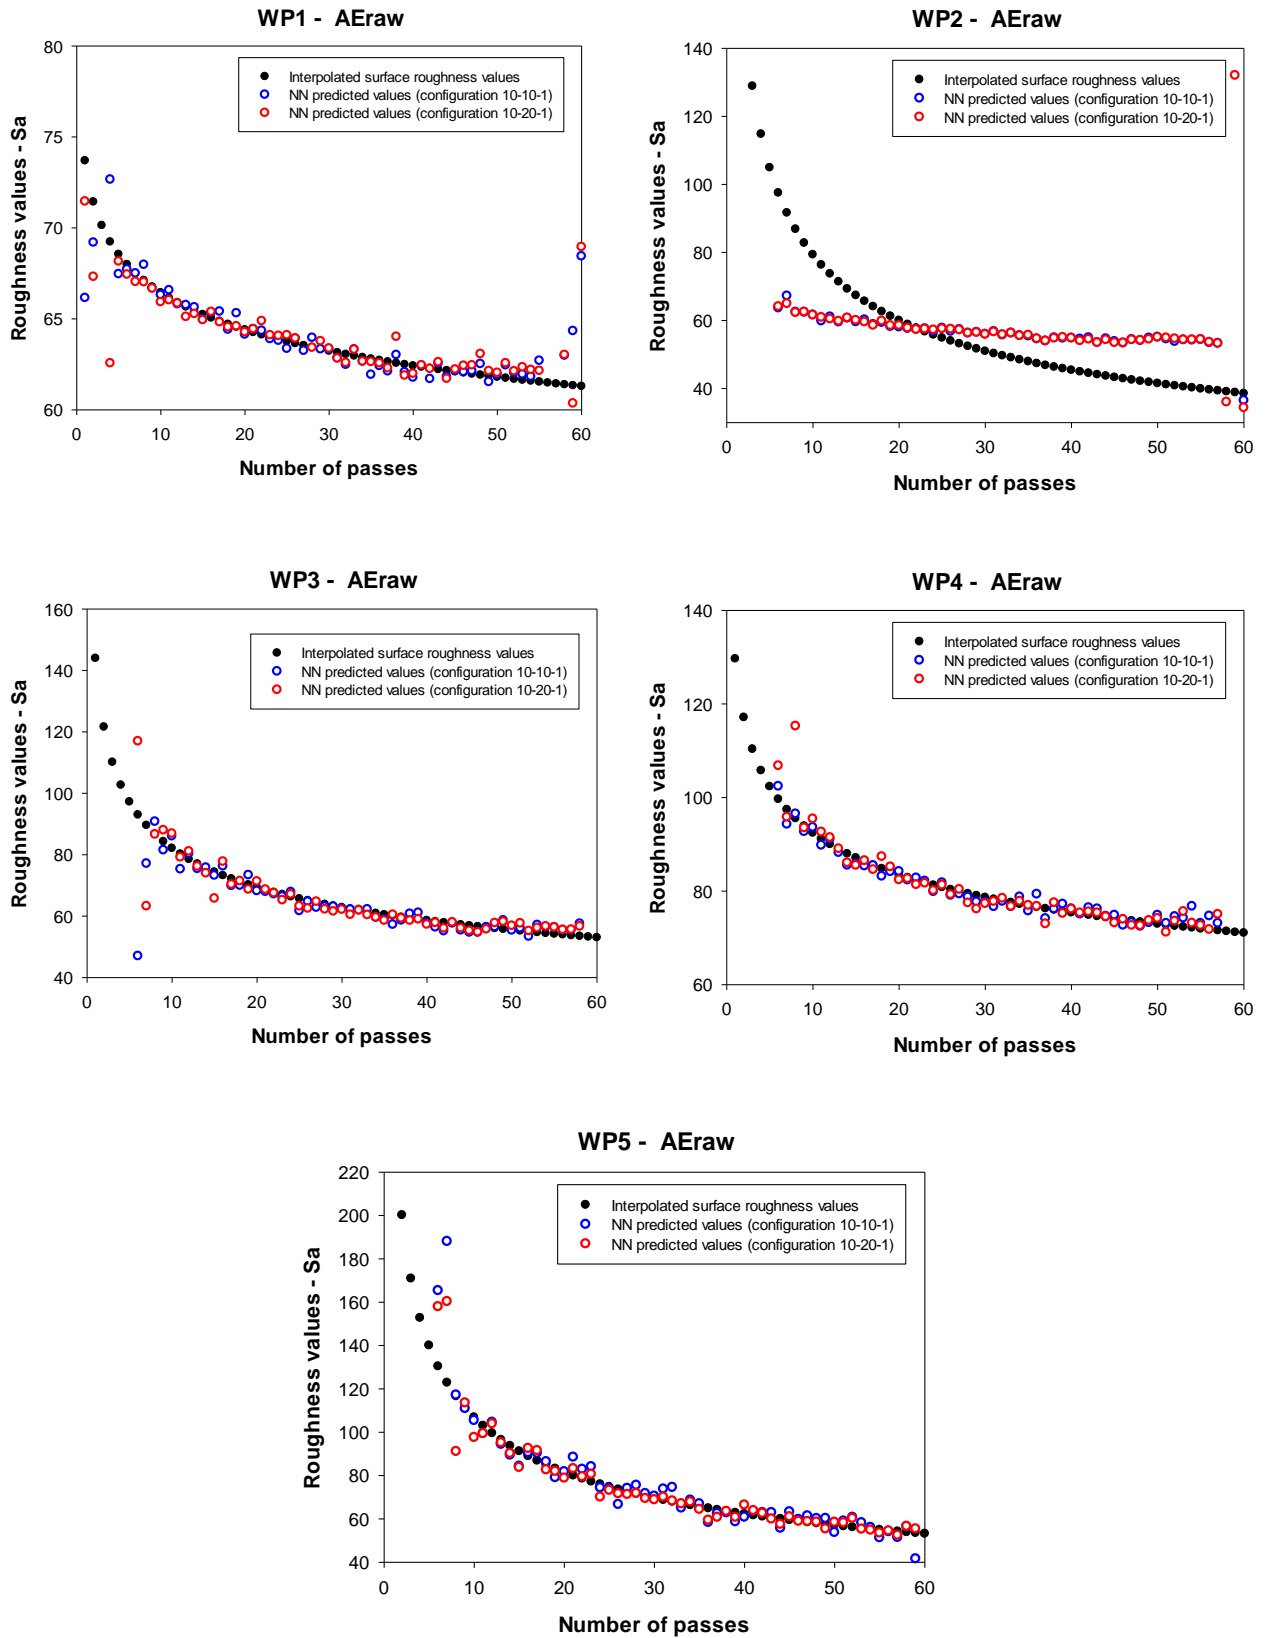 WP1 - AEraw
Roughness values - Sa
80
75
70
65
60
Interpolated surface roughness values
NN predicted values (configuration 10-10-1)
NN predicted values (configuration 10-20-1)
0 10 20 30 40 50 60
Number of passes
WP2 - AEraw
Roughness values - Sa
140
120
100
80
60
40
Interpolated surface roughness values
NN predicted values (configuration 10-10-1)
NN predicted values (configuration 10-20-1)
0 10 20 30 40 50 60
Number of passes
WP3 - AEraw
Roughness values - Sa
160
140
120
100
80
60
40
Interpolated surface roughness values
NN predicted values (configuration 10-10-1)
NN predicted values (configuration 10-20-1)
0 10 20 30 40 50 60
Number of passes
WP4 - AEraw
Roughness values - Sa
140
120
100
80
60
Interpolated surface roughness values
NN predicted values (configuration 10-10-1)
NN predicted values (configuration 10-20-1)
0 10 20 30 40 50 60
Number of passes
WP5 - AEraw
Roughness values - Sa
220
200
180
160
140
120
100
80
60
40
Interpolated surface roughness values
NN predicted values (configuration 10-10-1)
NN predicted values (configuration 10-20-1)
0 10 20 30 40 50 60
Number of passes